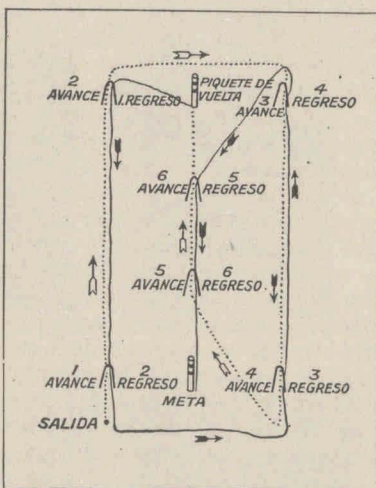 2
AVANCE
1. REGRESO
PIQUETE DE
VUELTA
3
AVANCE
4
REGRESO
6
AVANCE
5
REGRESO
5
AVANCE
6
REGRESO
1
AVANCE
2
REGRESO
META
4
AVANCE
3
REGRESO
SALIDA